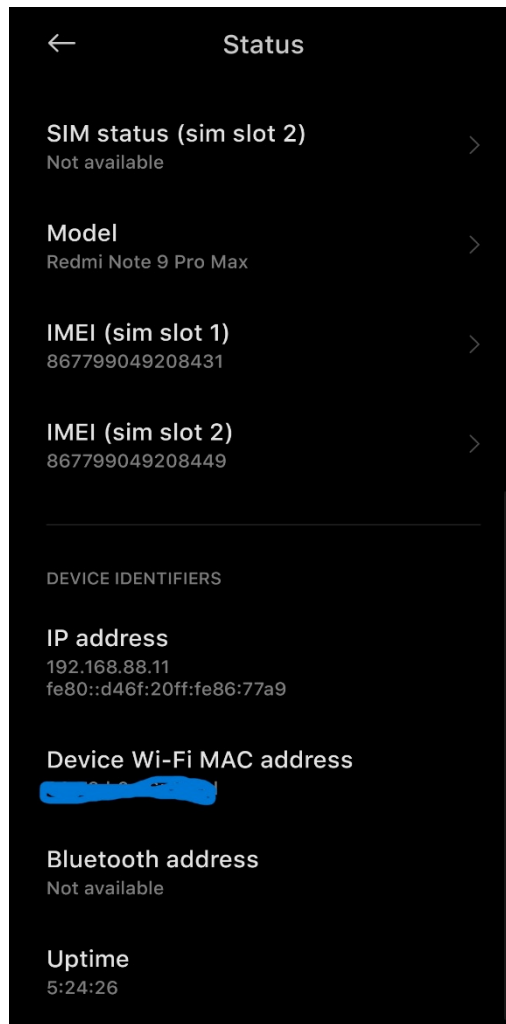 Status
SIM status (sim slot 2)
Not available
Model
Redmi Note 9 Pro Max
IMEI (sim slot 1)
867799049208431
IMEI (sim slot 2)
867799049208449
DEVICE IDENTIFIERS
IP address
192.168.88.11
fe80::d46f:20ff:fe86:77a9
Device Wi-Fi MAC address
Bluetooth address
Not available
Uptime
5:24:26